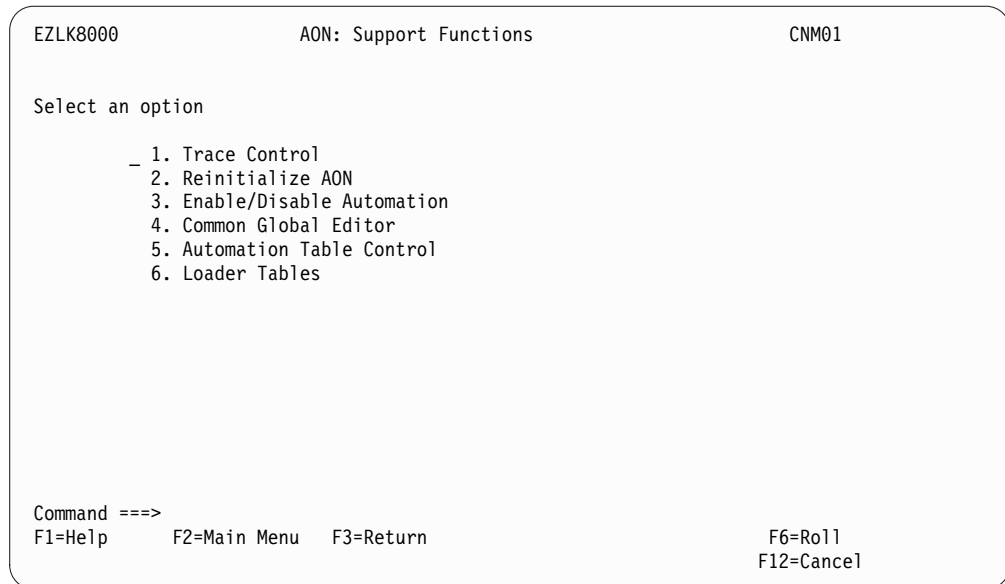 EZLK8000 AON: Support Functions CNM01
Select an option
_ 1. Trace Control
2. Reinitialize AON
3. Enable/Disable Automation
4. Common Global Editor
5. Automation Table Control
6. Loader Tables
Command ===>
F1=Help F2=Main Menu F3=Return F6=Roll
F12=Cancel